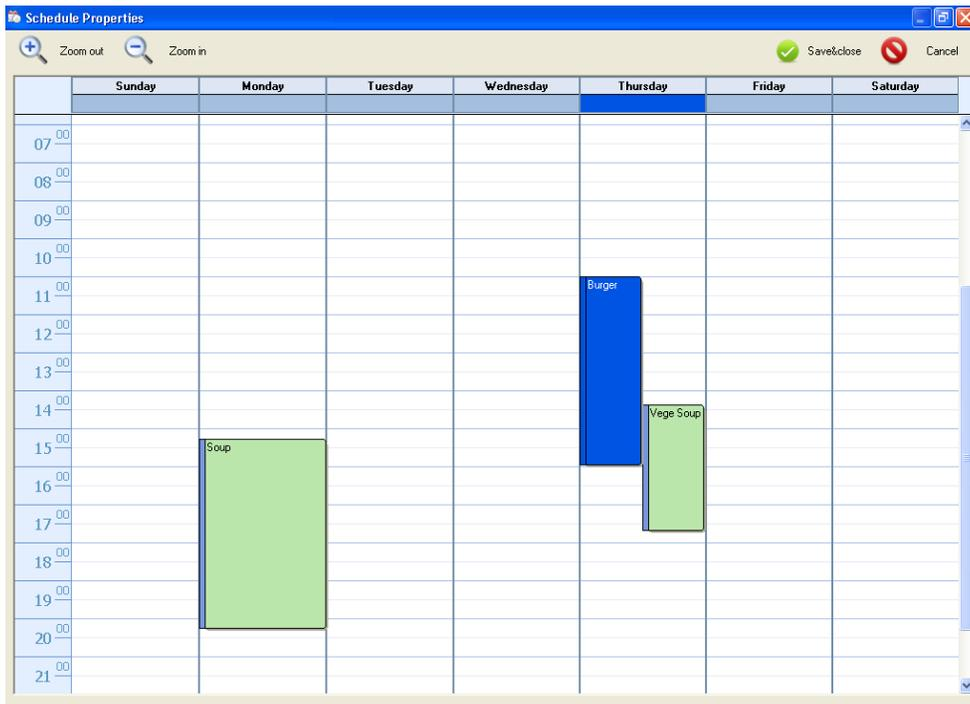 Schedule Properties
Zoom out Zoom in Save&close Cancel
Sunday Monday Tuesday Wednesday Thursday Friday Saturday
07 00
08 00
09 00
10 00
11 00
Burger
12 00
13 00
14 00
Vege Soup
15 00
Soup
16 00
17 00
18 00
19 00
20 00
21 00